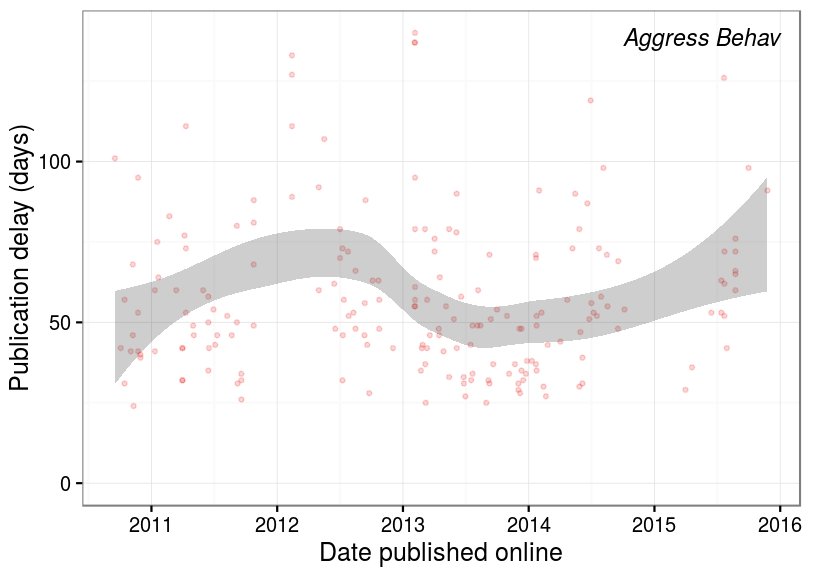 Aggress Behav
Publication delay (days)
100
50
0
2011 2012 2013 2014 2015 2016
Date published online